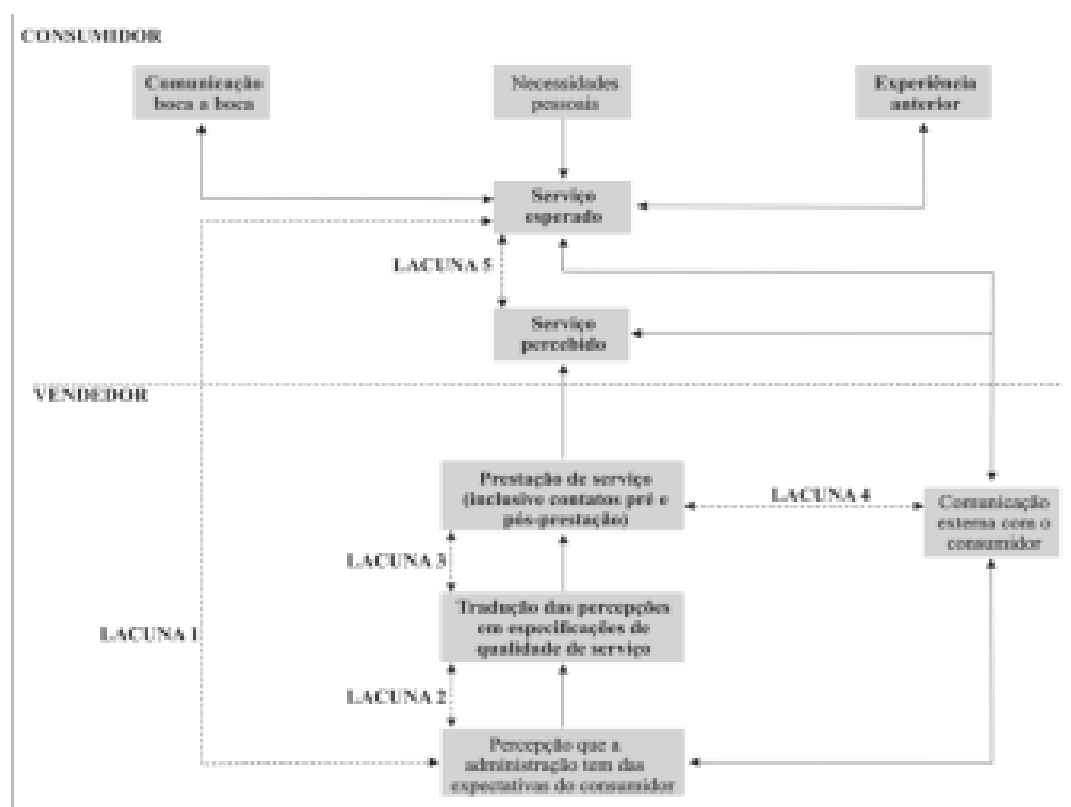 CONSUMIDOR
Comunicação
boca a boca
Necessidades
pessoais
Experiência
anterior
Serviço
esperado
LACUNA 5
Serviço
percebido
VENDEDOR
Prestação de serviço
(inclusive contatos pré e
pós-prestação)
LACUNA 4
Comunicação
externa com o
consumidor
LACUNA 3
Tradução das percepções
em especificações de
qualidade de serviço
LACUNA 1
LACUNA 2
Percepção que a
administração tem das
expectativas do consumidor